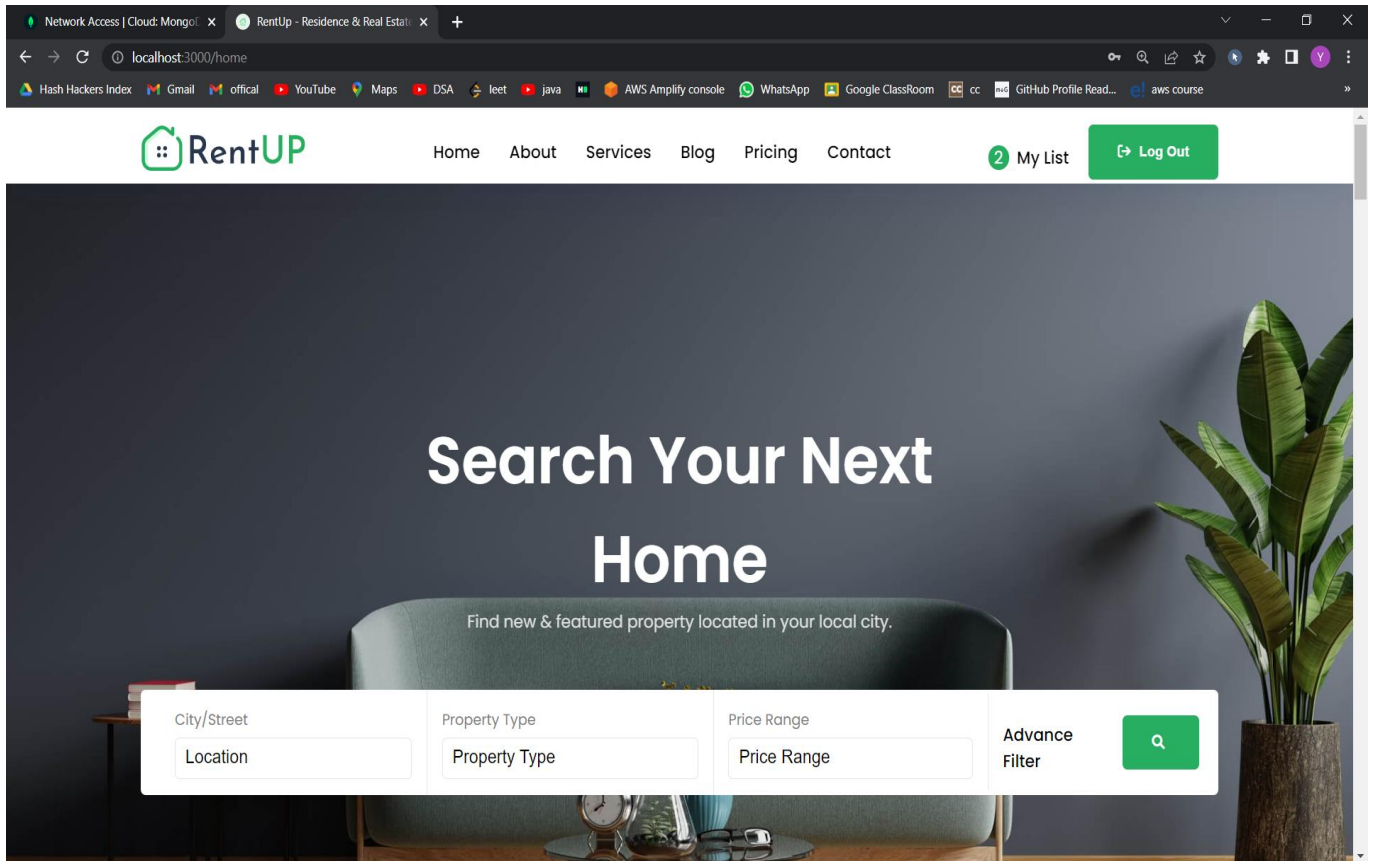 Network Access | Cloud: MongoD
RentUp - Residence & Real Estate
localhost:3000/home
Y
Hash Hackers Index Gmail offical YouTube Maps DSA leet java AWS Amplify console WhatsApp Google ClassRoom CC cc GitHub Profile Read... aws course »
RentUP
Home About Services Blog Pricing Contact 2 My List Log Out
Search Your Next
Home
Find new & featured property located in your local city.
City/Street Property Type Price Range
Location Property Type Price Range
Advance
Filter